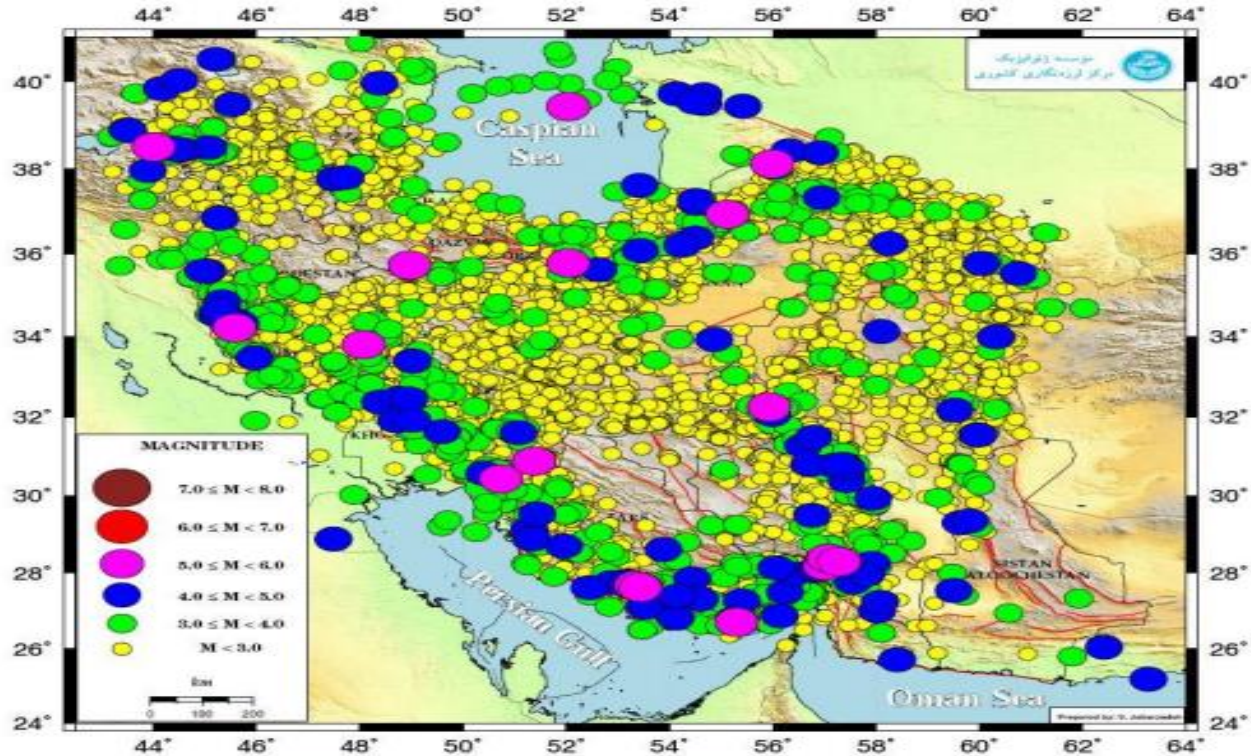 44° 46° 48° 50° 52° 54° 56° 58° 60° 62° 64°
40° 40°
38° 38°
36° 36°
34° 34°
32° 32°
30° 30°
28° 28°
26° 26°
24° 24°
44° 46° 48° 50° 52° 54° 56° 58° 60° 62° 64°
موسسه ژئوفیزیک
مرکز لرزه‌نگاری کشوری
Caspian
Sea
Persian Gulf
Oman Sea
SISTAN
MAGNITUDE
7.0 ≤ M < 8.0
6.0 ≤ M < 7.0
5.0 ≤ M < 6.0
4.0 ≤ M < 5.0
3.0 ≤ M < 4.0
M < 3.0
km
0 100 200